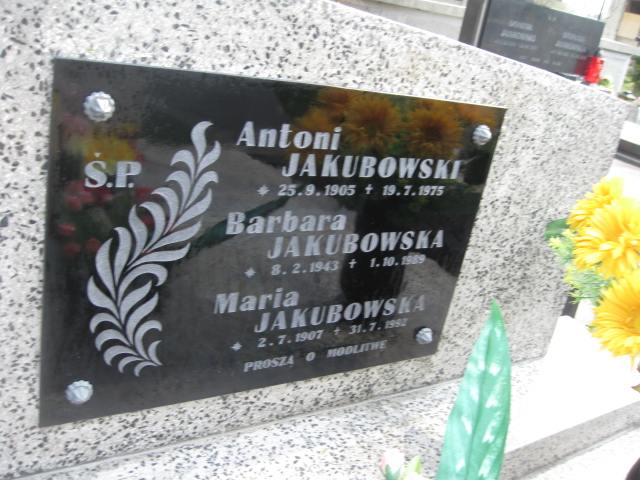 Ś.P.
Antoni
JAKUBOWSKI
* 25.9.1905 + 19.7.1975
Barbara
JAKUBOWSKA
* 8.2.1943 + 1.10.1989
Maria
JAKUBOWSKA
* 2.7.1907 + 31.7.1992
PROSZĄ O MODLITWĘ